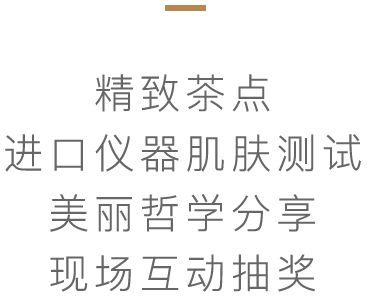 精致茶点
进口仪器肌肤测试
美丽哲学分享
现场互动抽奖